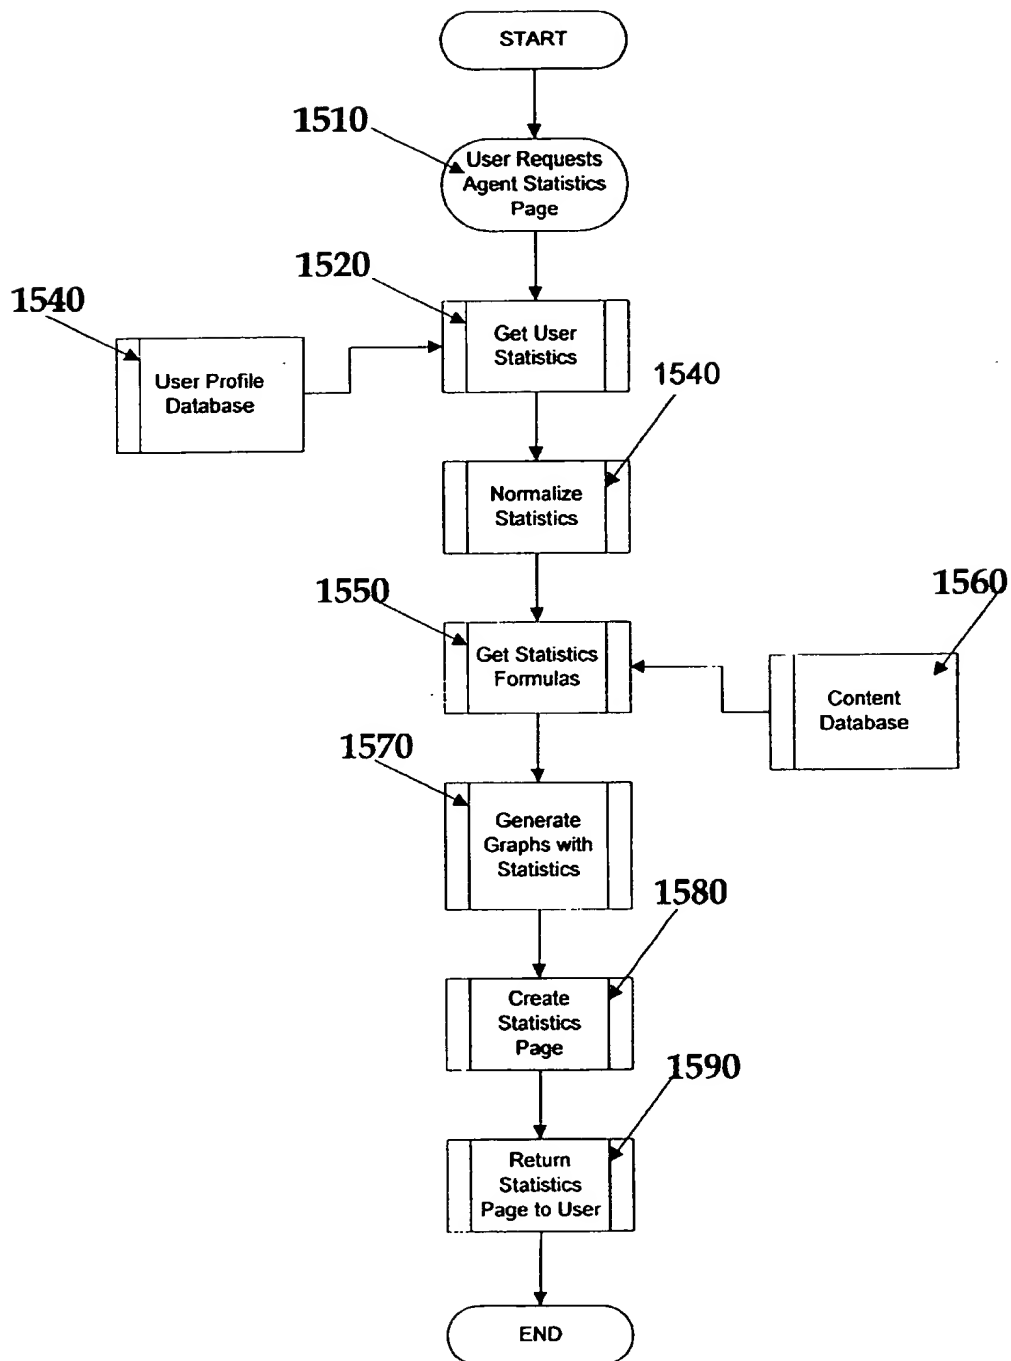 START
1510
User Requests
Agent Statistics
Page
1520
Get User
Statistics
1540
User Profile
Database
1540
Normalize
Statistics
1550
Get Statistics
Formulas
1560
Content
Database
1570
Generate
Graphs with
Statistics
1580
Create
Statistics
Page
1590
Return
Statistics
Page to User
END